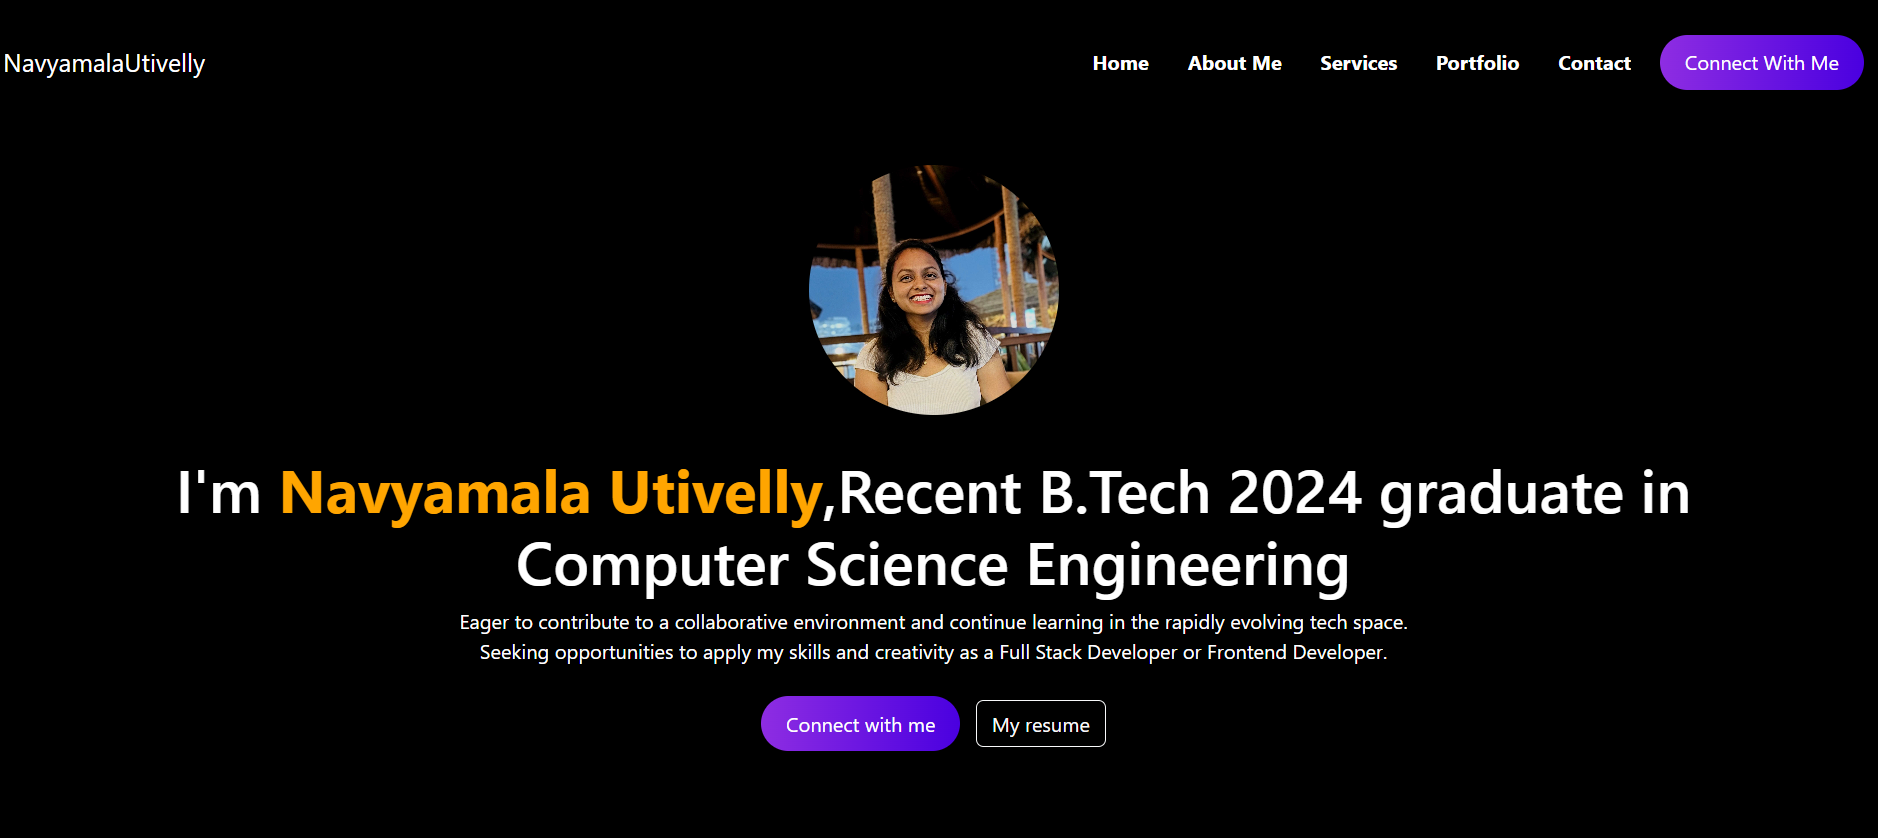 NavyamalaUtivelly
Home About Me Services Portfolio Contact Connect With Me
I'm Navyamala Utivelly,Recent B.Tech 2024 graduate in
Computer Science Engineering
Eager to contribute to a collaborative environment and continue learning in the rapidly evolving tech space.
Seeking opportunities to apply my skills and creativity as a Full Stack Developer or Frontend Developer.
Connect with me My resume